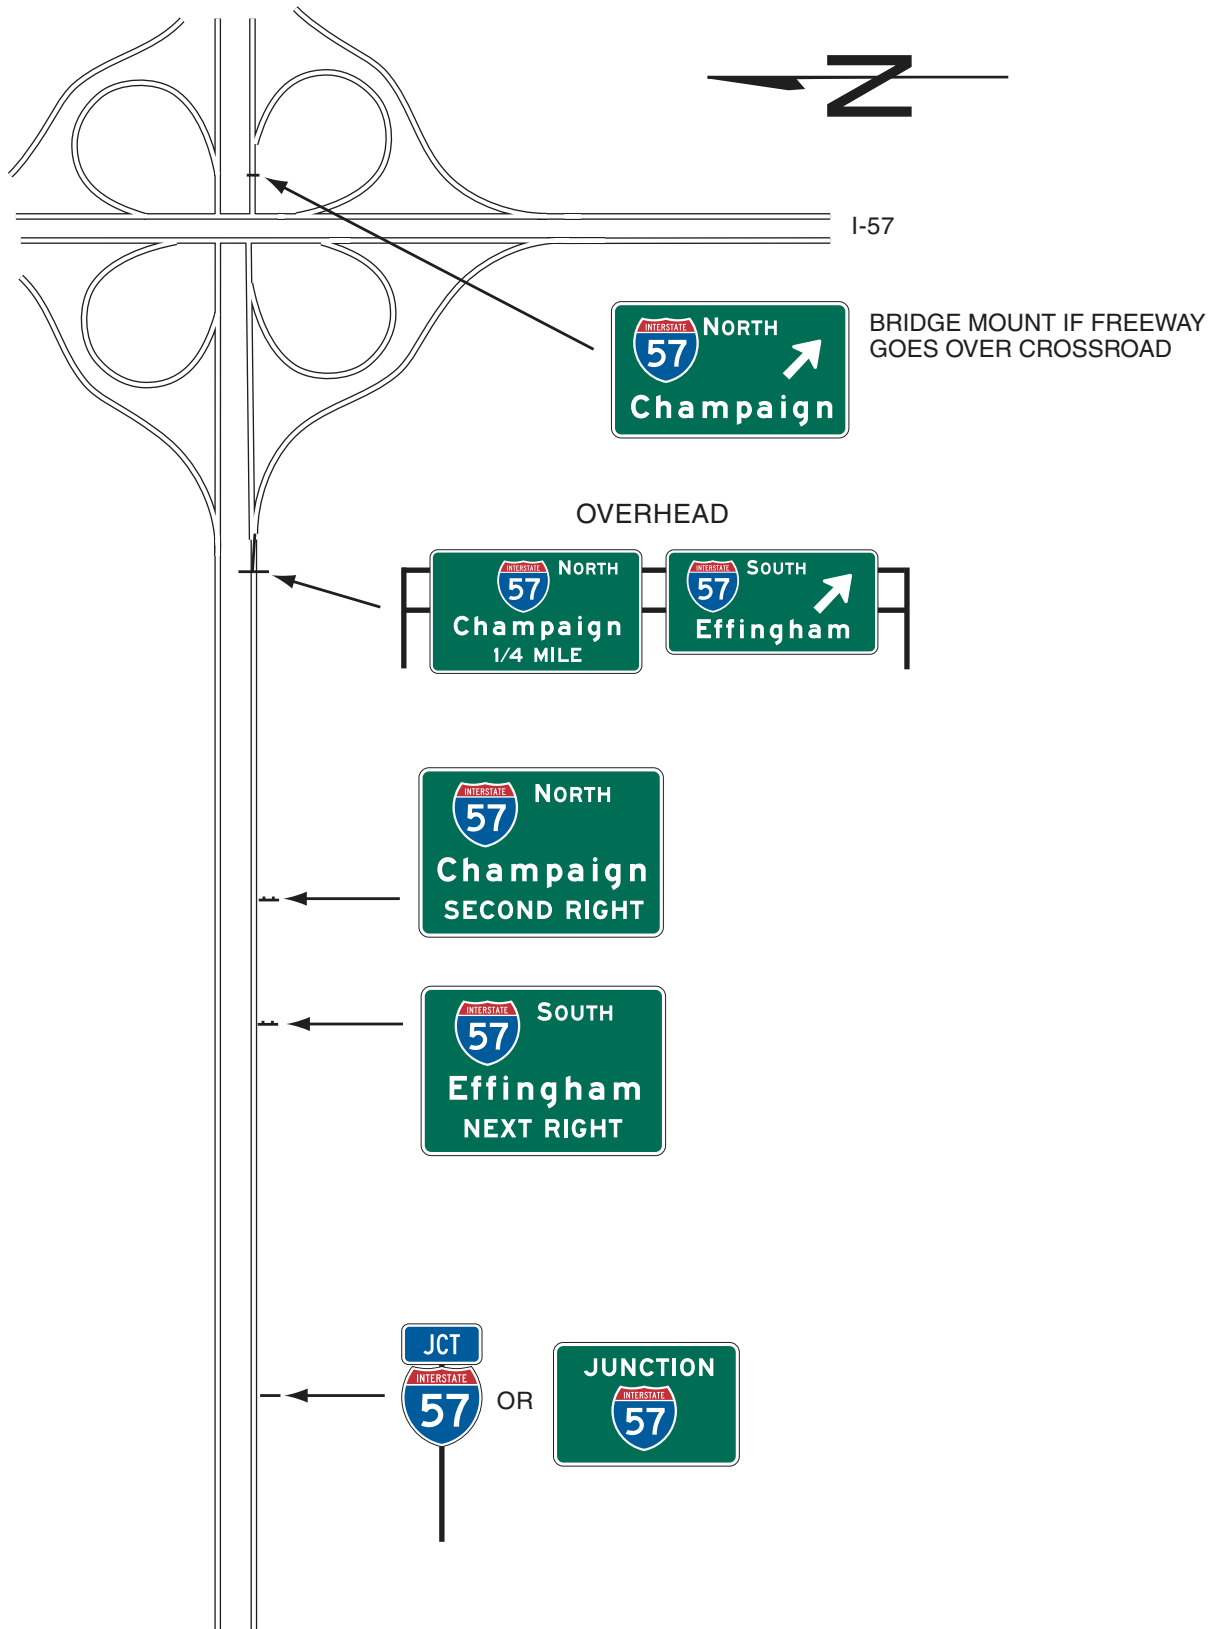 N
I-57
INTERSTATE
57
NORTH
Champaign
BRIDGE MOUNT IF FREEWAY
GOES OVER CROSSROAD
OVERHEAD
INTERSTATE
57
NORTH
Champaign
1/4 MILE
INTERSTATE
57
SOUTH
Effingham
INTERSTATE
57
NORTH
Champaign
SECOND RIGHT
INTERSTATE
57
SOUTH
Effingham
NEXT RIGHT
JCT
INTERSTATE
57
OR
JUNCTION
INTERSTATE
57